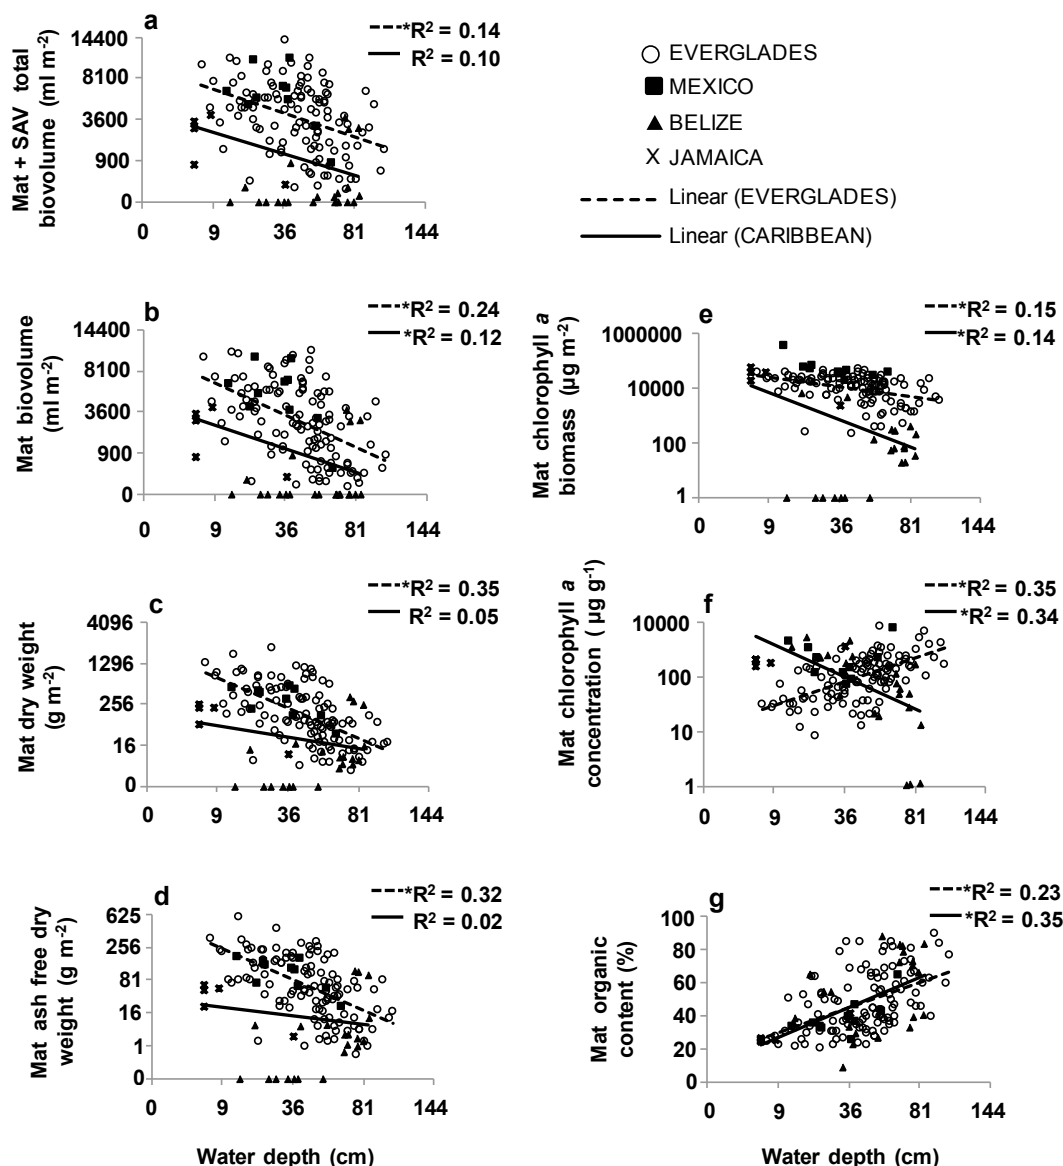 a
*R² = 0.14
R² = 0.10
Mat + SAV total
biovolume (ml m⁻²)
14400
8100
3600
900
0
0 9 36 81 144
EVERGLADES
MEXICO
BELIZE
JAMAICA
Linear (EVERGLADES)
Linear (CARIBBEAN)
b
*R² = 0.24
*R² = 0.12
Mat biovolume
(ml m⁻²)
14400
8100
3600
900
0
0 9 36 81 144
e
*R² = 0.15
*R² = 0.14
Mat chlorophyll a
biomass (µg m⁻²)
1000000
10000
100
1
0 9 36 81 144
c
*R² = 0.35
R² = 0.05
Mat dry weight
(g m⁻²)
4096
1296
256
16
0
0 9 36 81 144
f
*R² = 0.35
*R² = 0.34
Mat chlorophyll a
concentration ( µg g⁻¹)
10000
1000
100
10
1
0 9 36 81 144
d
*R² = 0.32
R² = 0.02
Mat ash free dry
weight (g m⁻²)
625
256
81
16
1
0
0 9 36 81 144
Water depth (cm)
g
*R² = 0.23
*R² = 0.35
Mat organic
content (%)
100
80
60
40
20
0
0 9 36 81 144
Water depth (cm)